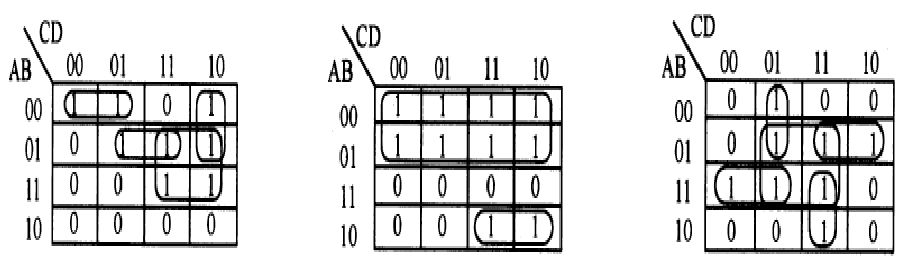 CD
AB 00 01 11 10
00 1 1 0 1
01 0 1 1 1
11 0 0 1 1
10 0 0 0 0
CD
AB 00 01 11 10
00 1 1 1 1
01 1 1 1 1
11 0 0 0 0
10 0 0 1 1
CD
AB 00 01 11 10
00 0 1 0 0
01 0 1 1 1
11 1 1 1 0
10 0 0 1 0